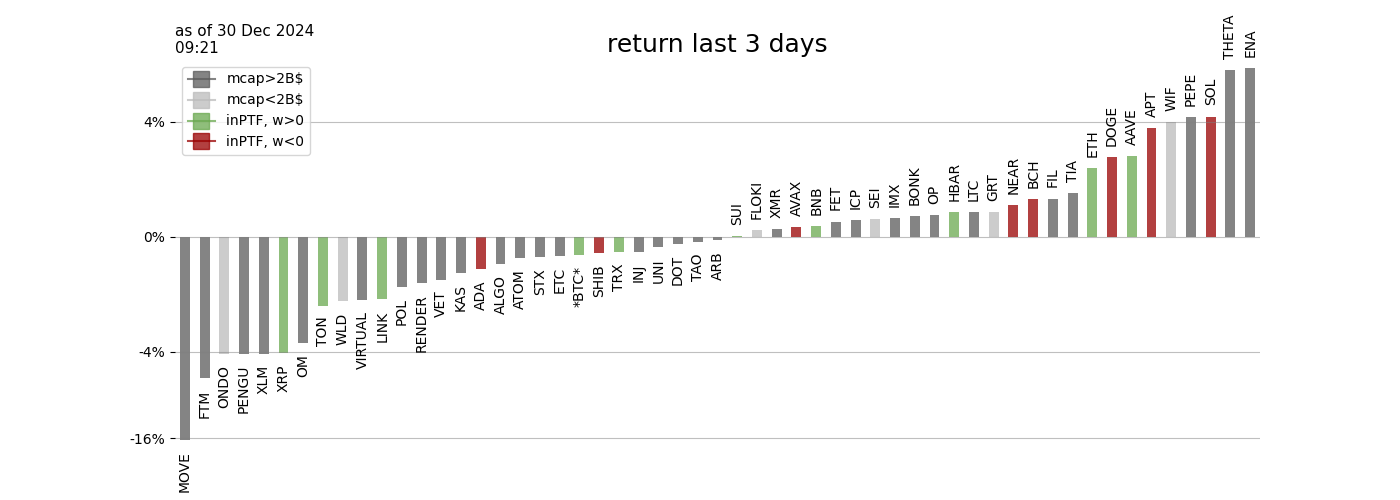 as of 30 Dec 2024
09:21
return last 3 days
mcap>2B$
mcap<2B$
inPTF, w>0
inPTF, w<0
4%
0%
-4%
-16%
MOVE
FTM
ONDO
PENGU
XLM
XRP
OM
TON
WLD
VIRTUAL
LINK
POL
RENDER
VET
KAS
ADA
ALGO
ATOM
STX
ETC
*BTC*
SHIB
TRX
INJ
UNI
DOT
TAO
ARB
SUI
FLOKI
XMR
AVAX
BNB
FET
ICP
SEI
IMX
BONK
OP
HBAR
LTC
GRT
NEAR
BCH
FIL
TIA
ETH
DOGE
AAVE
APT
WIF
PEPE
SOL
THETA
ENA